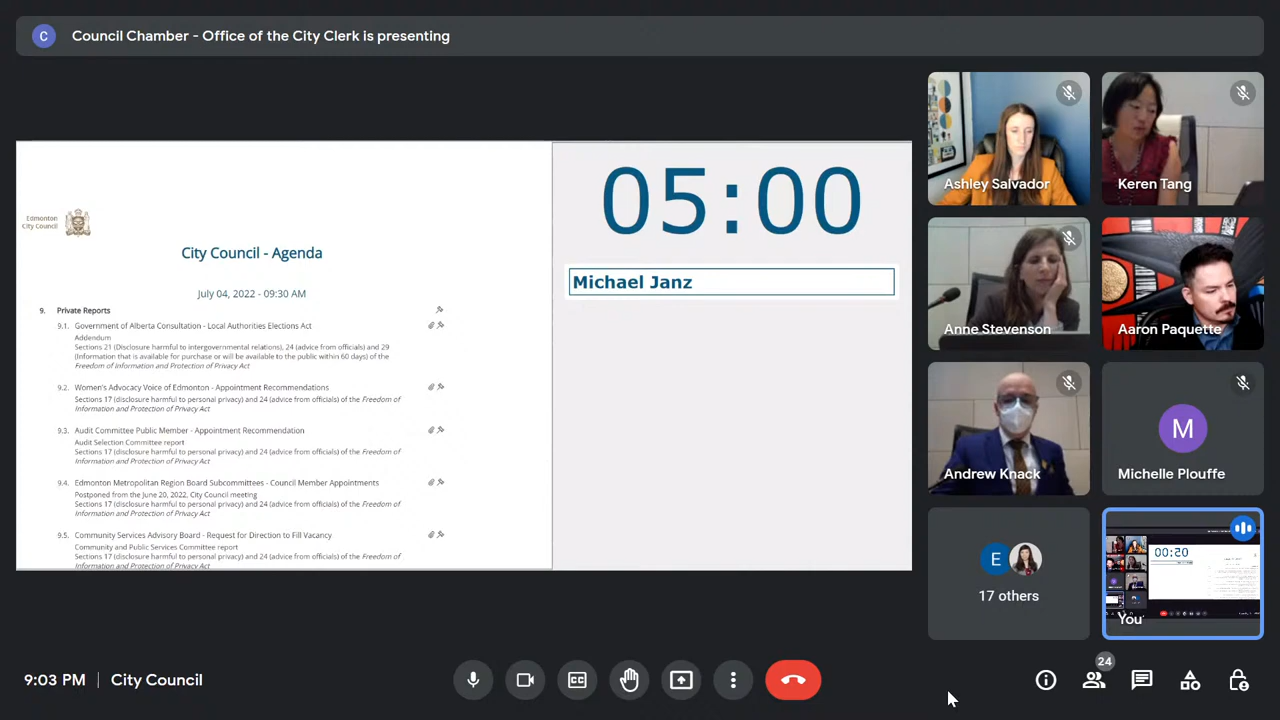 C Council Chamber - Office of the City Clerk is presenting
Edmonton
City Council
City Council - Agenda
July 04, 2022 - 09:30 AM
9. Private Reports
9.1. Government of Alberta Consultation - Local Authorities Elections Act
Addendum
Sections 21 (Disclosure harmful to intergovernmental relations), 24 (advice from officials) and 29
(Information that is available for purchase or will be available to the public within 60 days) of the
Freedom of Information and Protection of Privacy Act
9.2. Women's Advocacy Voice of Edmonton - Appointment Recommendations
Sections 17 (disclosure harmful to personal privacy) and 24 (advice from officials) of the Freedom of
Information and Protection of Privacy Act
9.3. Audit Committee Public Member - Appointment Recommendation
Audit Selection Committee report
Sections 17 (disclosure harmful to personal privacy) and 24 (advice from officials) of the Freedom of
Information and Protection of Privacy Act
9.4. Edmonton Metropolitan Region Board Subcommittees - Council Member Appointments
Postponed from the June 20, 2022, City Council meeting
Sections 17 (disclosure harmful to personal privacy) and 24 (advice from officials) of the Freedom of
Information and Protection of Privacy Act
9.5. Community Services Advisory Board - Request for Direction to Fill Vacancy
Community and Public Services Committee report
Sections 17 (disclosure harmful to personal privacy) and 24 (advice from officials) of the Freedom of
Information and Protection of Privacy Act
05:00
Michael Janz
Ashley Salvador
Keren Tang
Anne Stevenson
Aaron Paquette
Andrew Knack
M
Michelle Plouffe
E
17 others
00:50
You
9:03 PM | City Council
CC
24